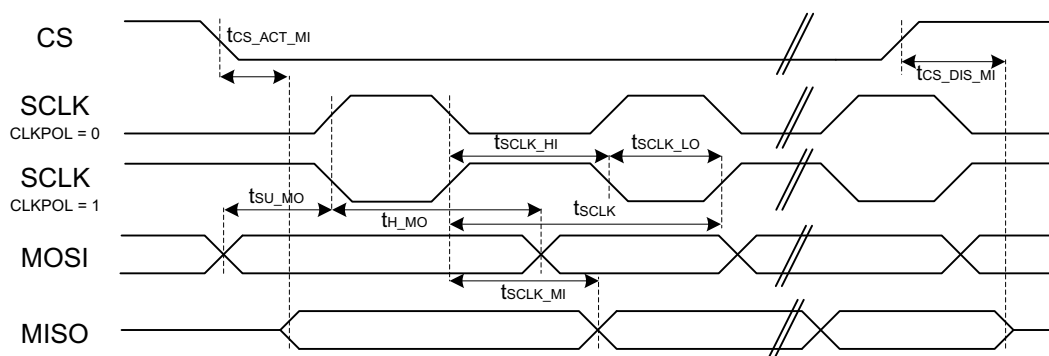 CS
tCS_ACT_MI
tCS_DIS_MI
SCLK
CLKPOL = 0
tSCLK_HI
tSCLK_LO
SCLK
CLKPOL = 1
tSU_MO
tH_MO
tSCLK
MOSI
tSCLK_MI
MISO